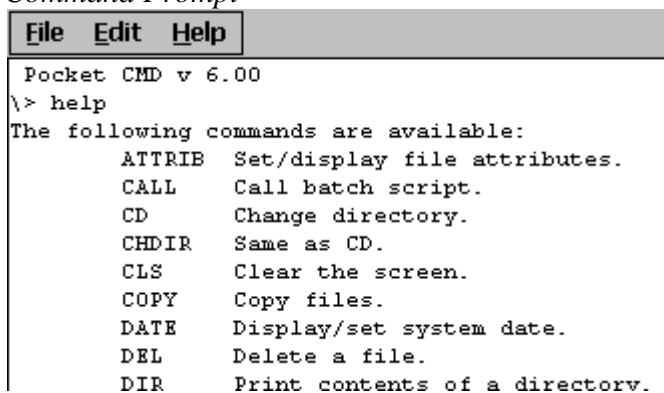 Command Prompt
File Edit Help
Pocket CMD v 6.00
\> help
The following commands are available:
ATTRIB Set/display file attributes.
CALL Call batch script.
CD Change directory.
CHDIR Same as CD.
CLS Clear the screen.
COPY Copy files.
DATE Display/set system date.
DEL Delete a file.
DIR Print contents of a directory.